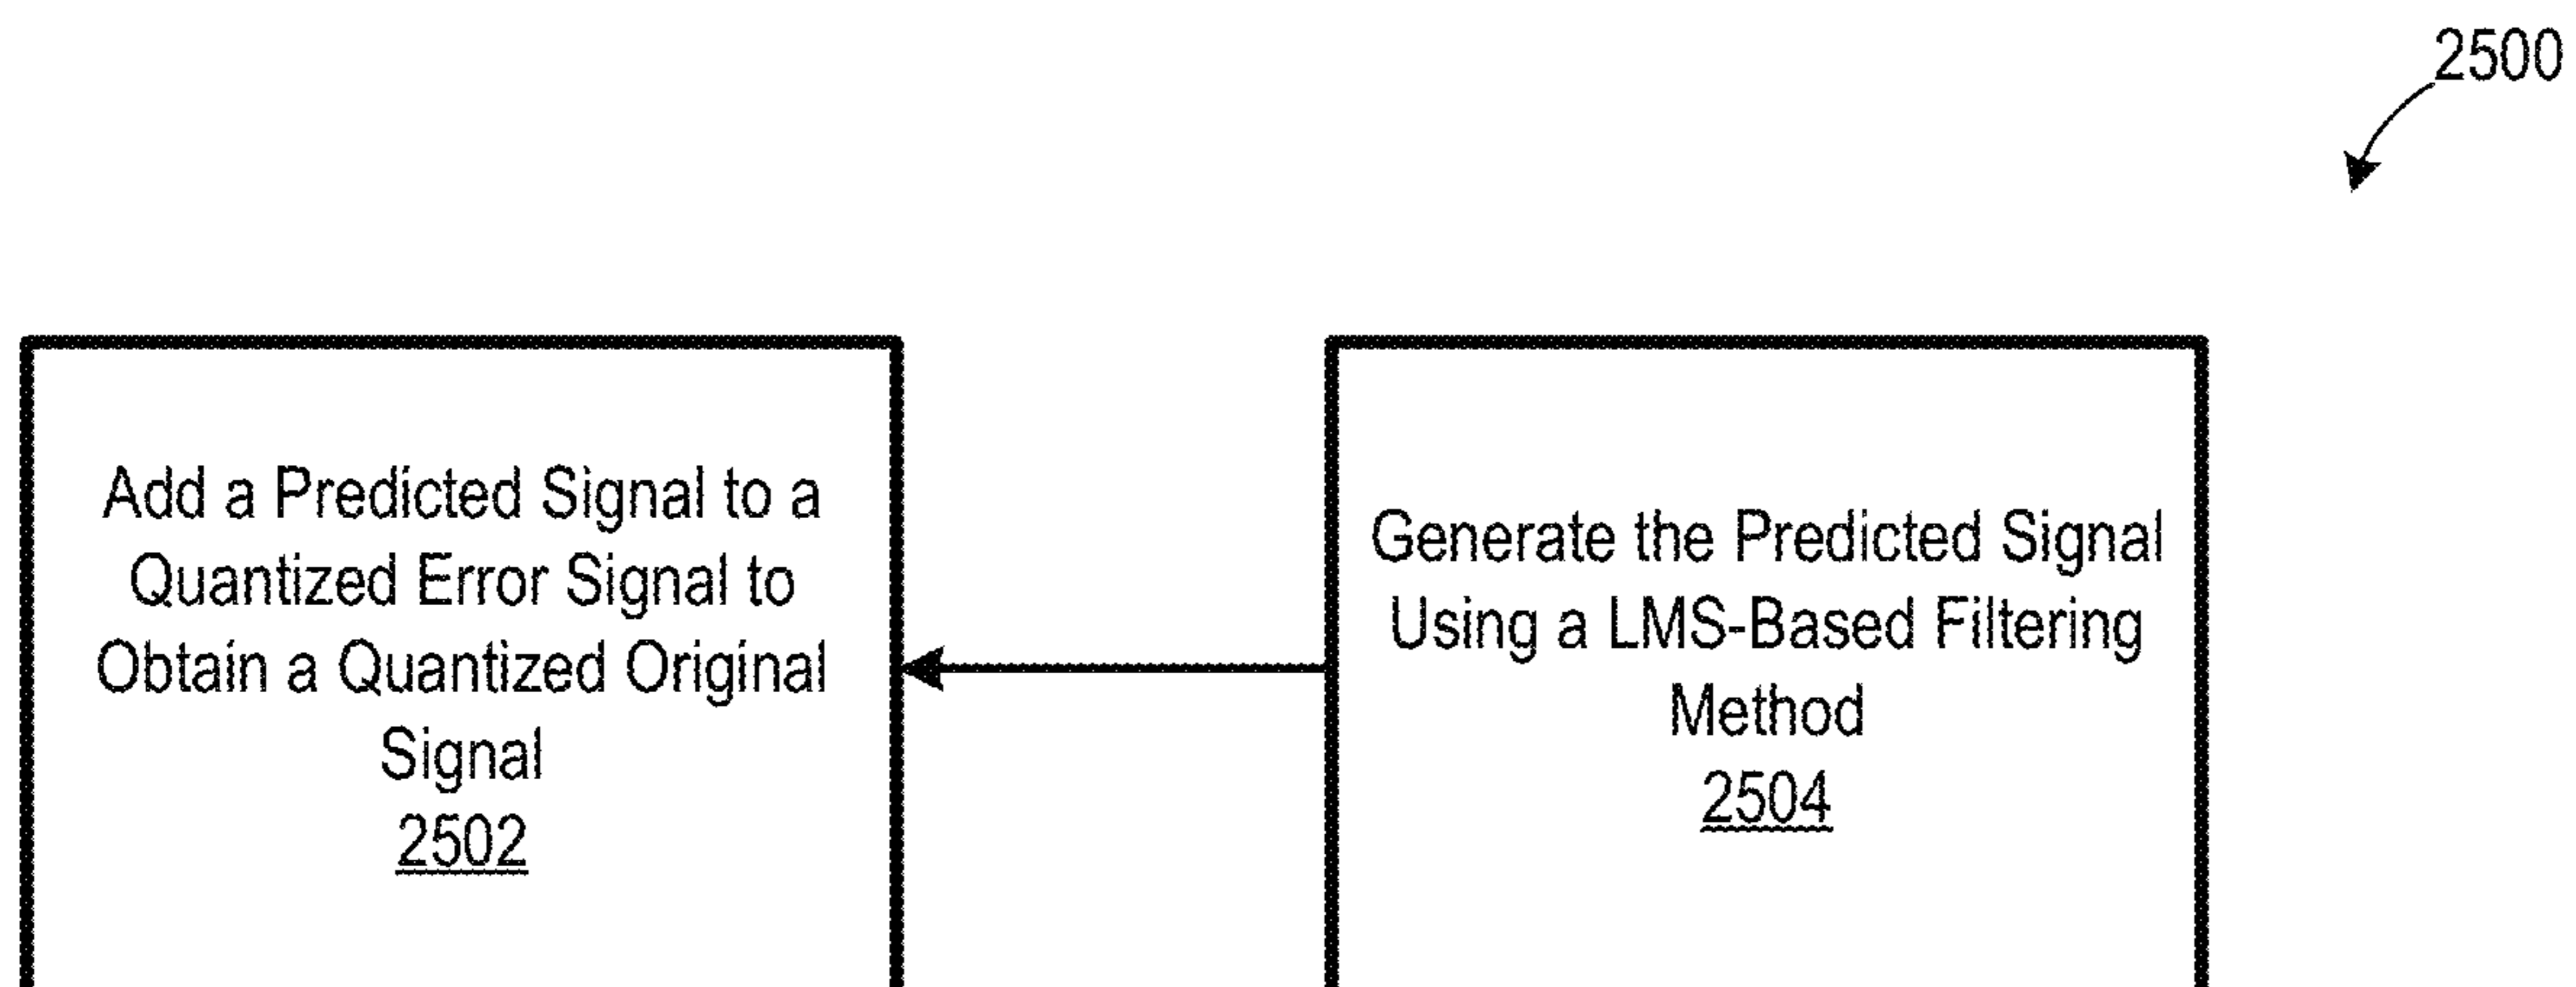 2500
Add a Predicted Signal to a
Quantized Error Signal to
Obtain a Quantized Original
Signal
2502
Generate the Predicted Signal
Using a LMS-Based Filtering
Method
2504